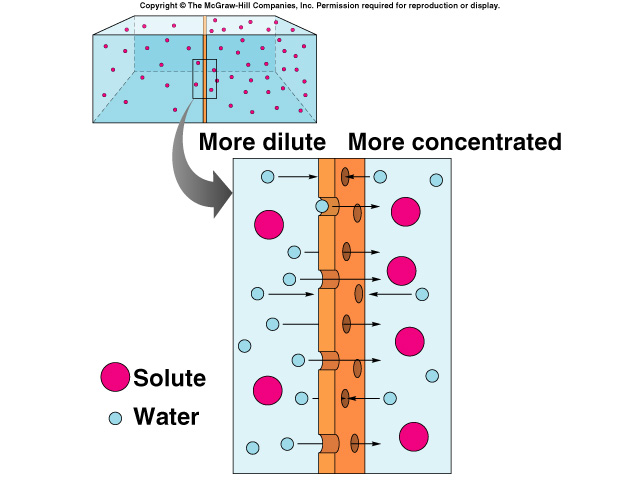 Copyright © The McGraw-Hill Companies, Inc. Permission required for reproduction or display.
More dilute More concentrated
Solute
Water